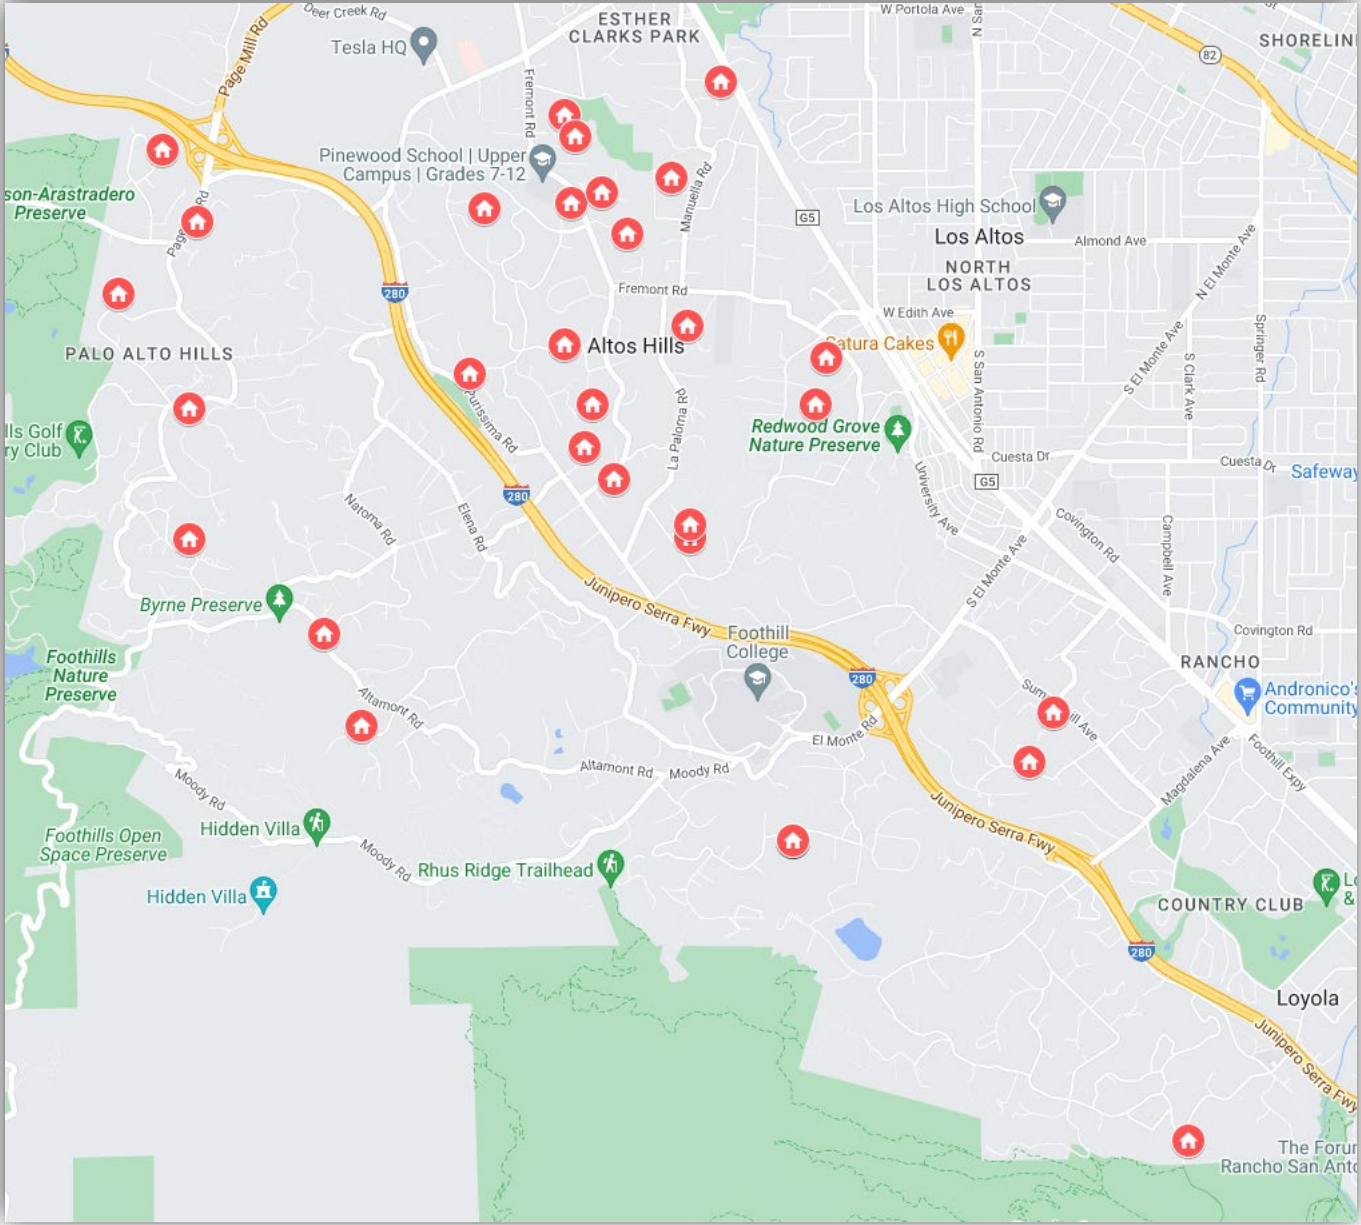 Deer Creek Rd
ESTHER
CLARKS PARK
W Portola Ave
Tesla HQ
Page Mill Rd
82
Fremont Rd
Pinewood School | Upper
Campus | Grades 7-12
son-Arastradero
Preserve
Page
Rd
Manuella Rd
G5
Los Altos High School
Los Altos
Almond Ave
N El Monte Ave
NORTH
LOS ALTOS
280
Fremont Rd
W Edith Ave
Altos Hills
Satura Cakes
PALO ALTO HILLS
S El Monte Ave
S Clark Ave
Springer Rd
S San Antonio Rd
Purissima Rd
La Paloma Rd
Redwood Grove
Nature Preserve
lls Golf
ry Club
Cuesta Dr
Cuesta Dr
Safeway
G5
280
Natoma Rd
Elena Rd
University Ave
Covington Rd
Campbell Ave
S El Monte Ave
Byrne Preserve
Junipero Serra Fwy
Foothill
College
Covington Rd
RANCHO
Foothills
Nature
Preserve
280
Andronico's
Community
Altamont Rd
El Monte Rd
ill Ave
Magdalena Ave
Foothill Expy
Altamont Rd
Moody Rd
Moody Rd
Junipero Serra Fwy
Hidden Villa
Foothills Open
Space Preserve
Moody Rd
Rhus Ridge Trailhead
Hidden Villa
COUNTRY CLUB
280
Loyola
Junipero Serra Fwy
The Forum
Rancho San Anto